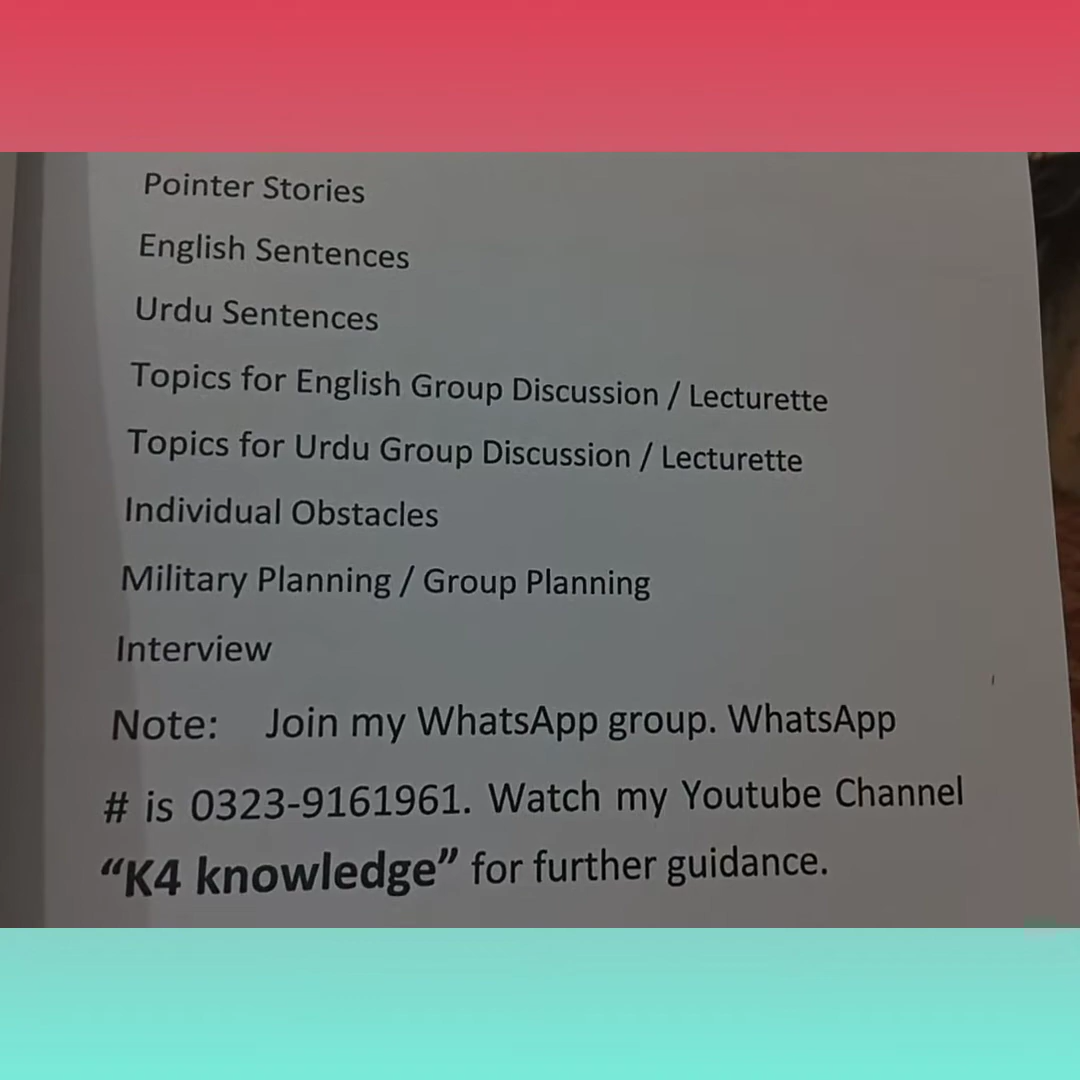 Pointer Stories
English Sentences
Urdu Sentences
Topics for English Group Discussion / Lecturette
Topics for Urdu Group Discussion / Lecturette
Individual Obstacles
Military Planning / Group Planning
Interview
Note: Join my WhatsApp group. WhatsApp
# is 0323-9161961. Watch my Youtube Channel
“K4 knowledge” for further guidance.